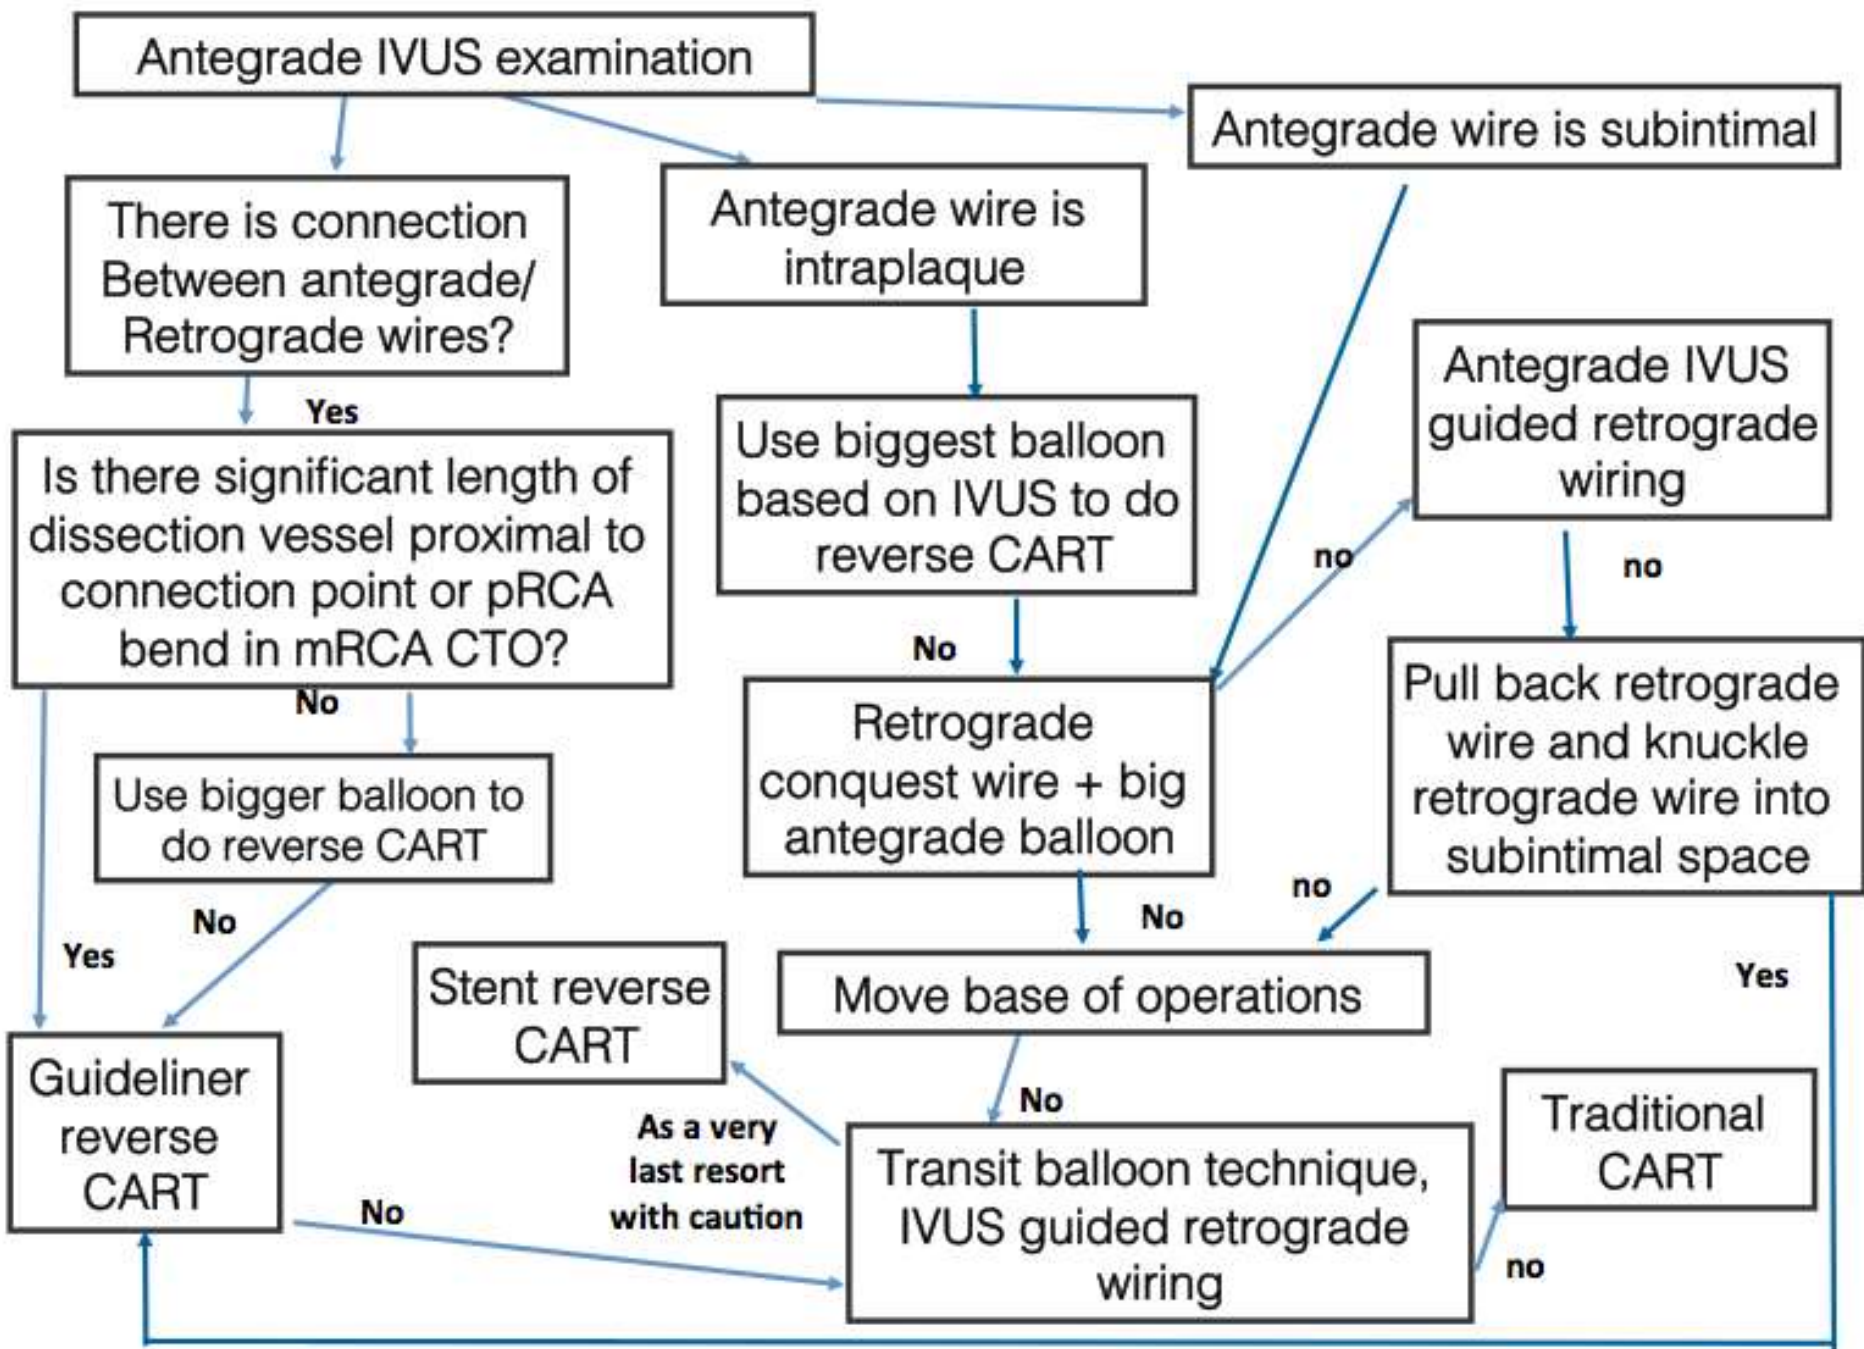 Antegrade IVUS examination
Antegrade wire is subintimal
There is connection
Between antegrade/
Retrograde wires?
Antegrade wire is
intraplaque
Antegrade IVUS
guided retrograde
wiring
Yes
Use biggest balloon
based on IVUS to do
reverse CART
Is there significant length of
dissection vessel proximal to
connection point or pRCA
bend in mRCA CTO?
no
no
No
No
Retrograde
conquest wire + big
antegrade balloon
Pull back retrograde
wire and knuckle
retrograde wire into
subintimal space
Use bigger balloon to
do reverse CART
No
Yes
No
no
Yes
Stent reverse
CART
Move base of operations
Guideliner
reverse
CART
No
As a very
last resort
with caution
No
Transit balloon technique,
IVUS guided retrograde
wiring
Traditional
CART
no